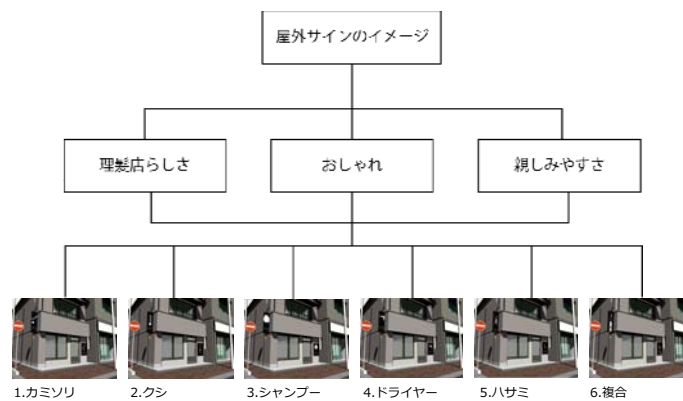 屋外サインのイメージ
理髪店らしさ
おしゃれ
親しみやすさ
1.カミソリ
2.クシ
3.シャンプー
4.ドライヤー
5.ハサミ
6.複合